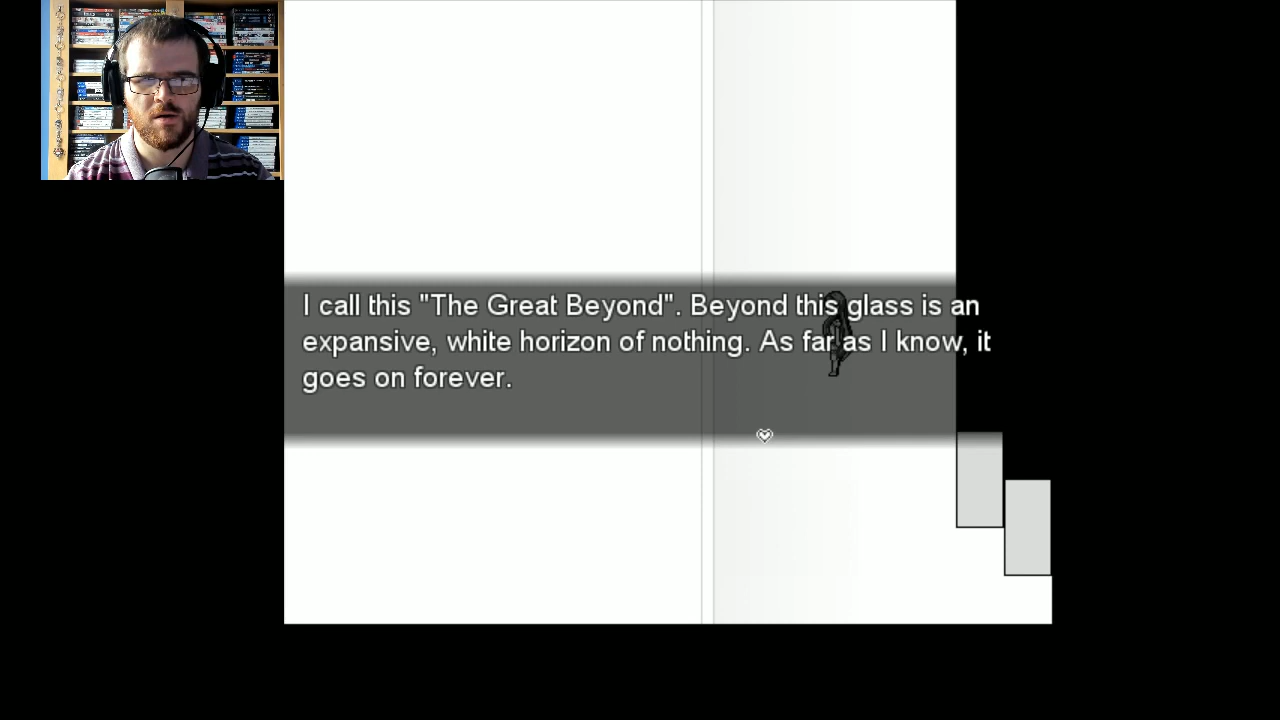 I call this "The Great Beyond". Beyond this glass is an
expansive, white horizon of nothing. As far as I know, it
goes on forever.